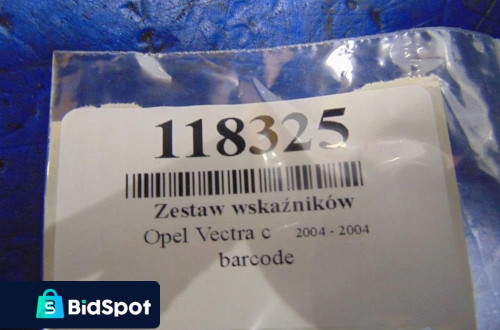 118325
Zestaw wskaźników
Opel Vectra c 2004 - 2004
barcode
S BidSpot